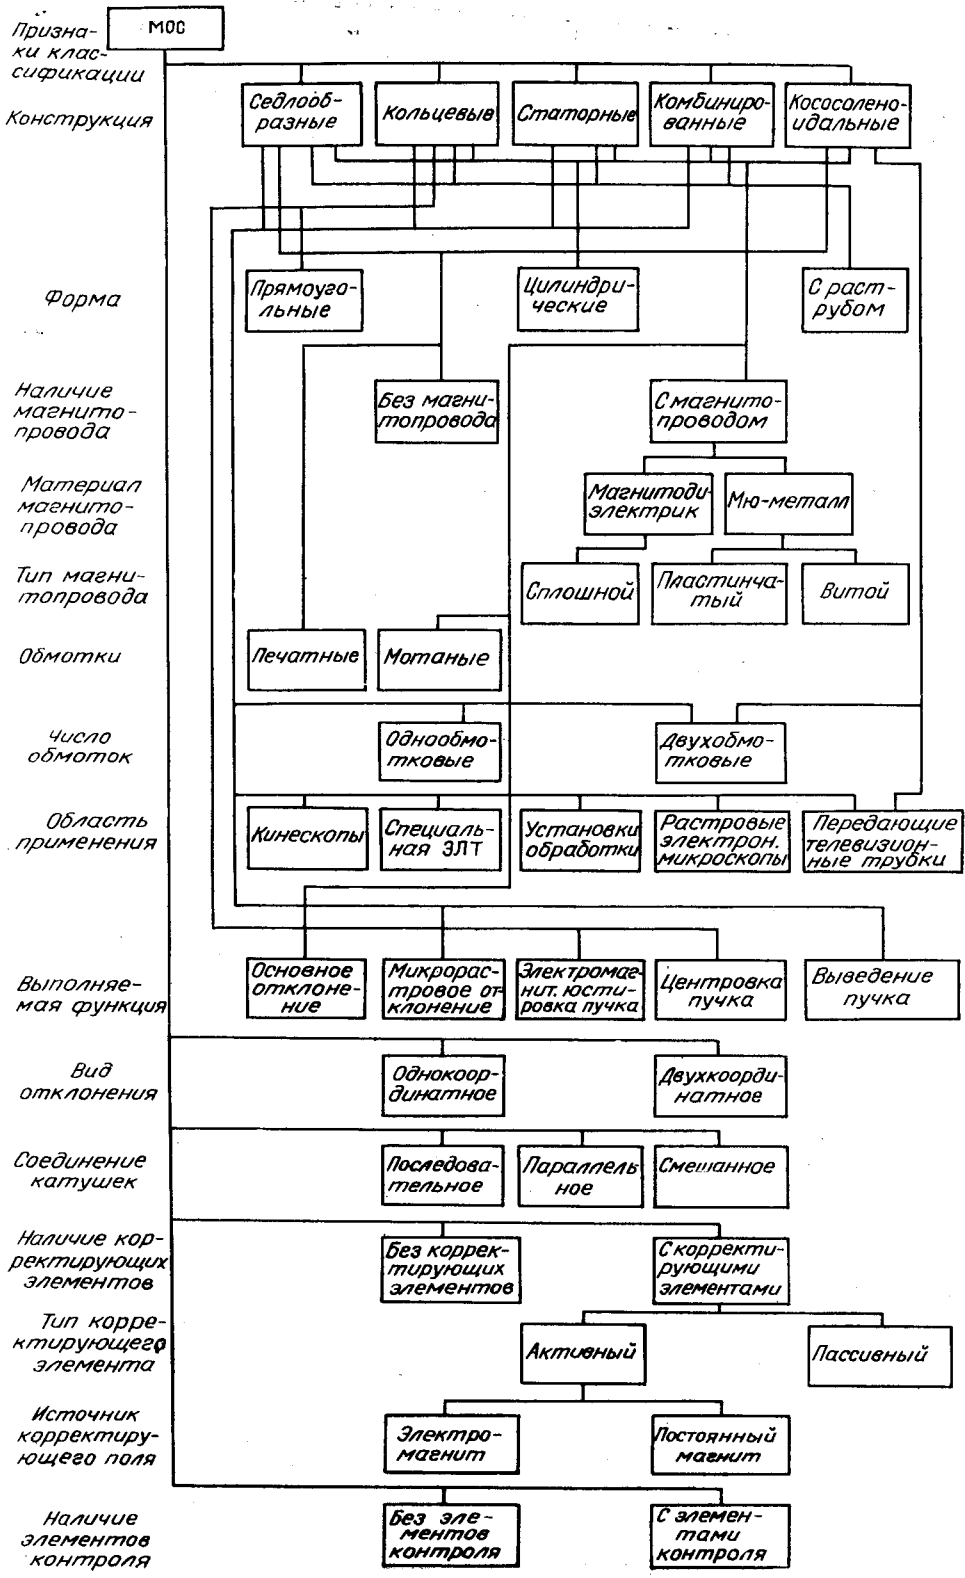 МОС
Призна-
ки клас-
сификации
Конструкция
Седлооб-
разные
Кольцевые
Статорные
Комбиниро-
ванные
Кососолено-
идальные
Форма
Прямоуго-
льные
Цилиндри-
ческие
С раст-
рубом
Наличие
магнито-
провода
Без магни-
топровода
С магнито-
проводом
Материал
магнито-
провода
Магнитоди-
электрик
Мю-металл
Тип магни-
топровода
Сплошной
Пластинча-
тый
Витой
Обмотки
Печатные
Мотаные
Число
обмоток
Однообмо-
тковые
Двухобмо-
тковые
Область
применения
Кинескопы
Специаль-
ная ЭЛТ
Установки
обработки
Растровые
электрон.
микроскопы
Передающие
телевизион-
ные трубки
Выполняе-
мая функция
Основное
отклоне-
ние
Микрорас-
тровое от-
клонение
Электромаг-
нит. юсти-
ровка пучка
Центровка
пучка
Выведение
пучка
Вид
отклонения
Однокоор-
динатное
Двухкоорди-
натное
Соединение
катушек
Последова-
тельное
Параллель
ное
Смешанное
Наличие кор-
ректирующих
элементов
Без коррек-
тирующих
элементов
С корректи-
рующими
элементами
Тип корре-
ктирующего
элемента
Активный
Пассивный
Источник
корректиру-
ющего поля
Электро-
магнит
Постоянный
магнит
Наличие
элементов
контроля
Без эле-
ментов
контроля
С элемен-
тами
контроля